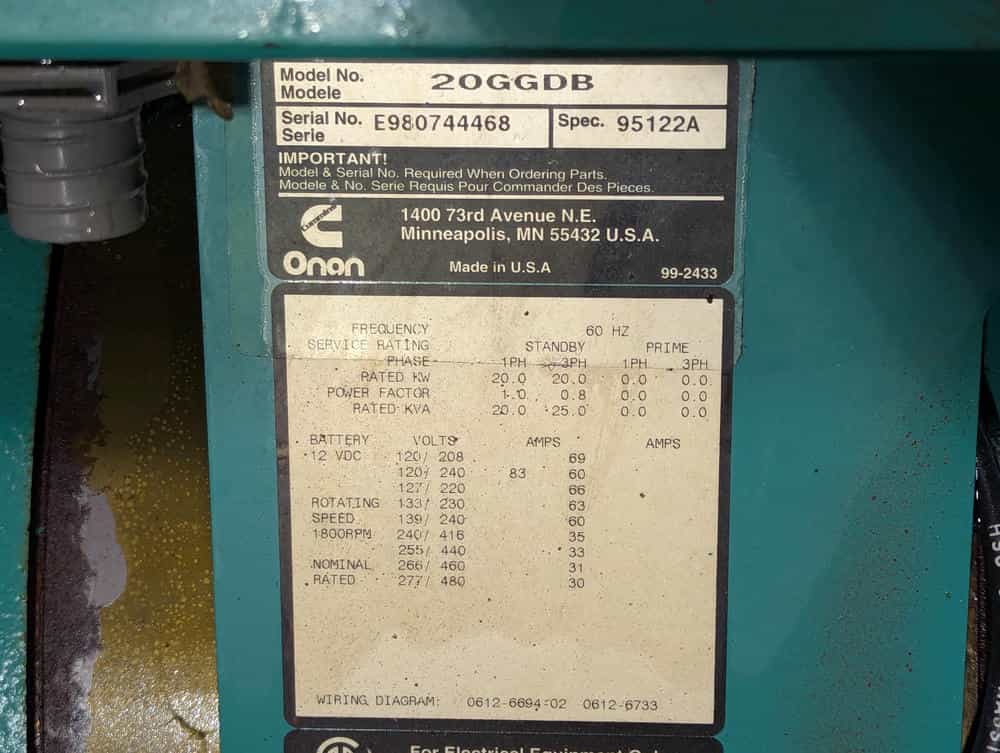 Model No.
Modele
20GGDB
Serial No.
Serie
E980744468
Spec. 95122A
IMPORTANT!
Model & Serial No. Required When Ordering Parts.
Modele & No. Serie Requis Pour Commander Des Pieces.
Cummins
Onan
1400 73rd Avenue N.E.
Minneapolis, MN 55432 U.S.A.
Made in U.S.A
99-2433
FREQUENCY 60 HZ
SERVICE RATING STANDBY PRIME
PHASE 1PH 3PH 1PH 3PH
RATED KW 20.0 20.0 0.0 0.0
POWER FACTOR 1.0 0.8 0.0 0.0
RATED KVA 20.0 25.0 0.0 0.0
BATTERY VOLTS AMPS AMPS
12 VDC 120/ 208 69
120/ 240 83 60
127/ 220 66
ROTATING 133/ 230 63
SPEED 139/ 240 60
1800RPM 240/ 416 35
255/ 440 33
NOMINAL 266/ 460 31
RATED 277/ 480 30
WIRING DIAGRAM: 0612-6694-02 0612-6733
For Electrical Equipment Only